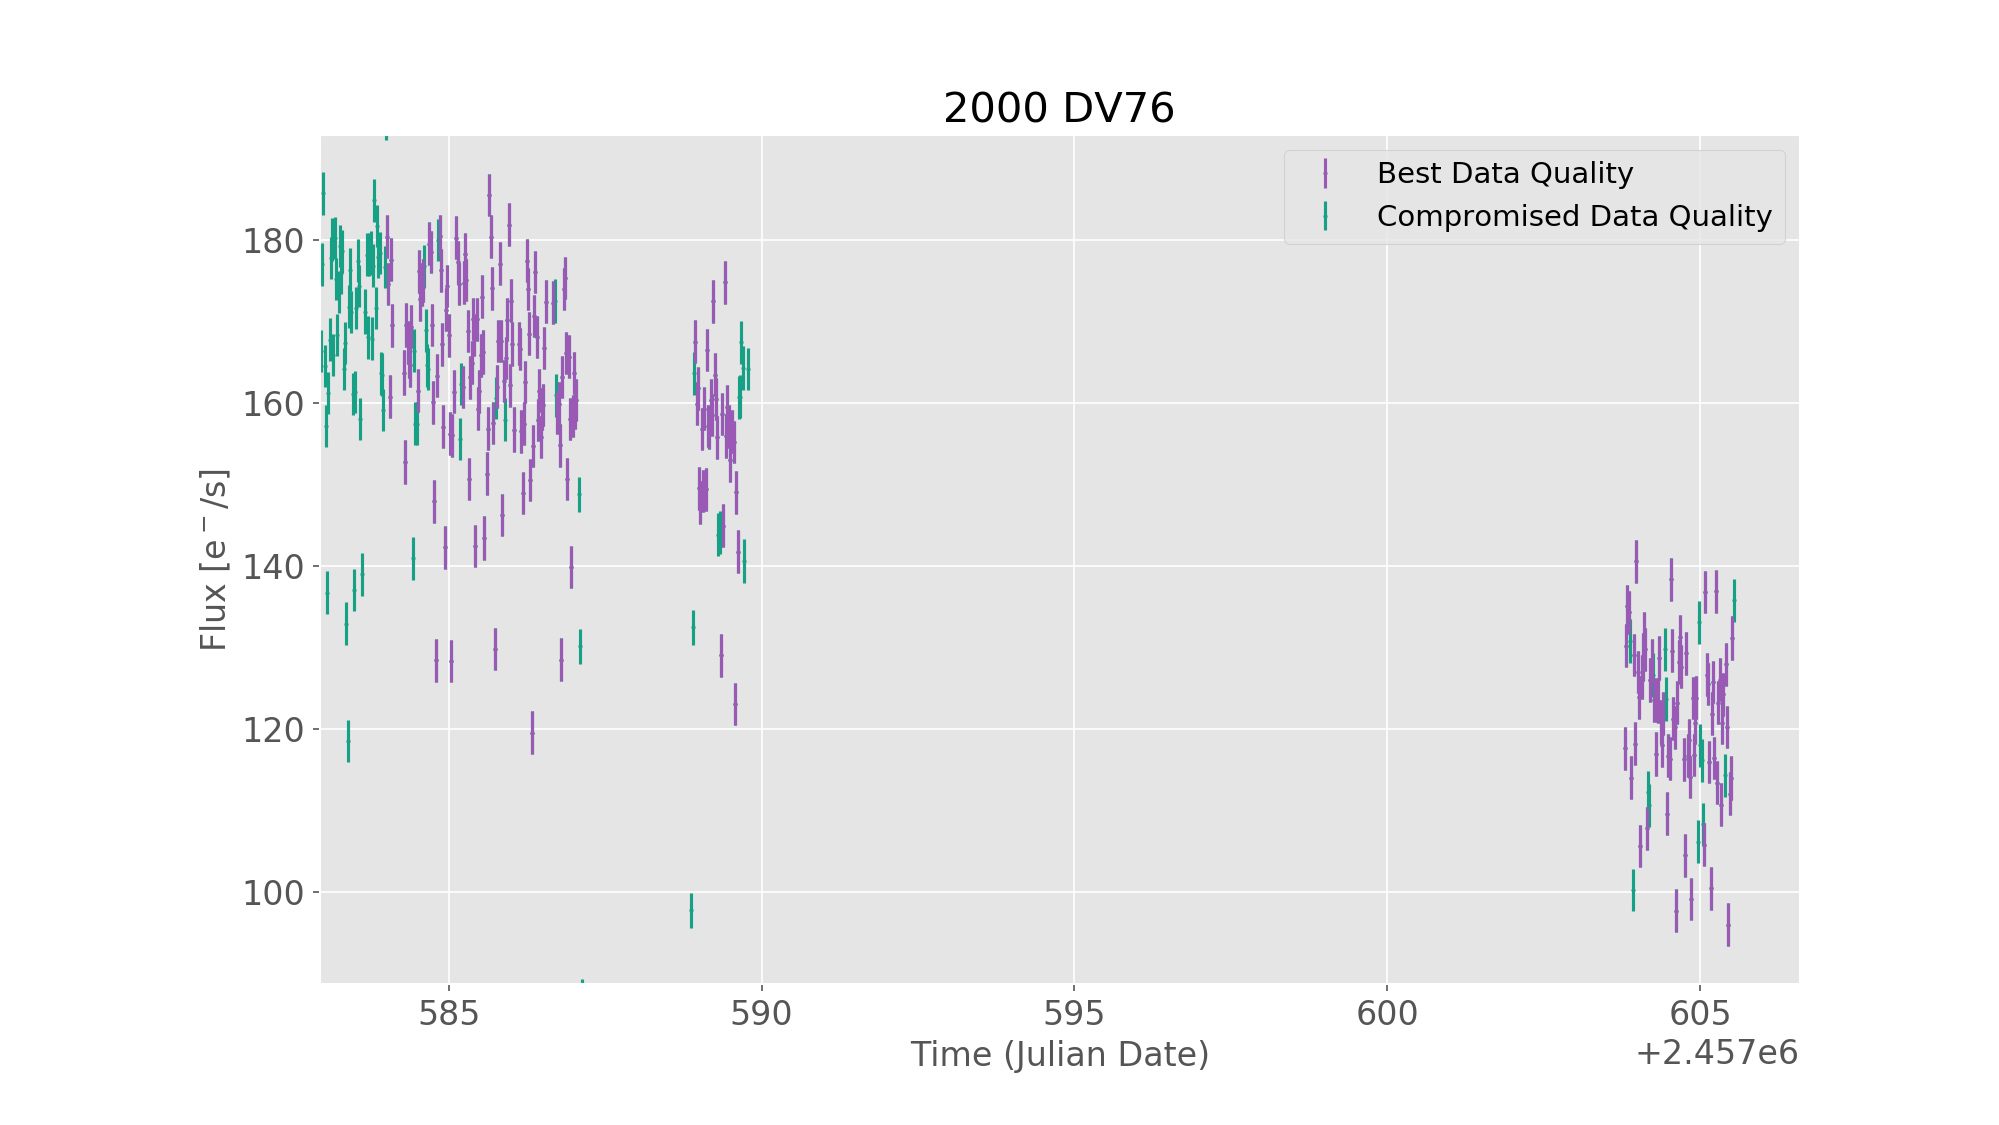 2000 DV76
Best Data Quality
Compromised Data Quality
180
160
140
120
100
Flux [e⁻/s]
585 590 595 600 605
Time (Julian Date)
+2.457e6